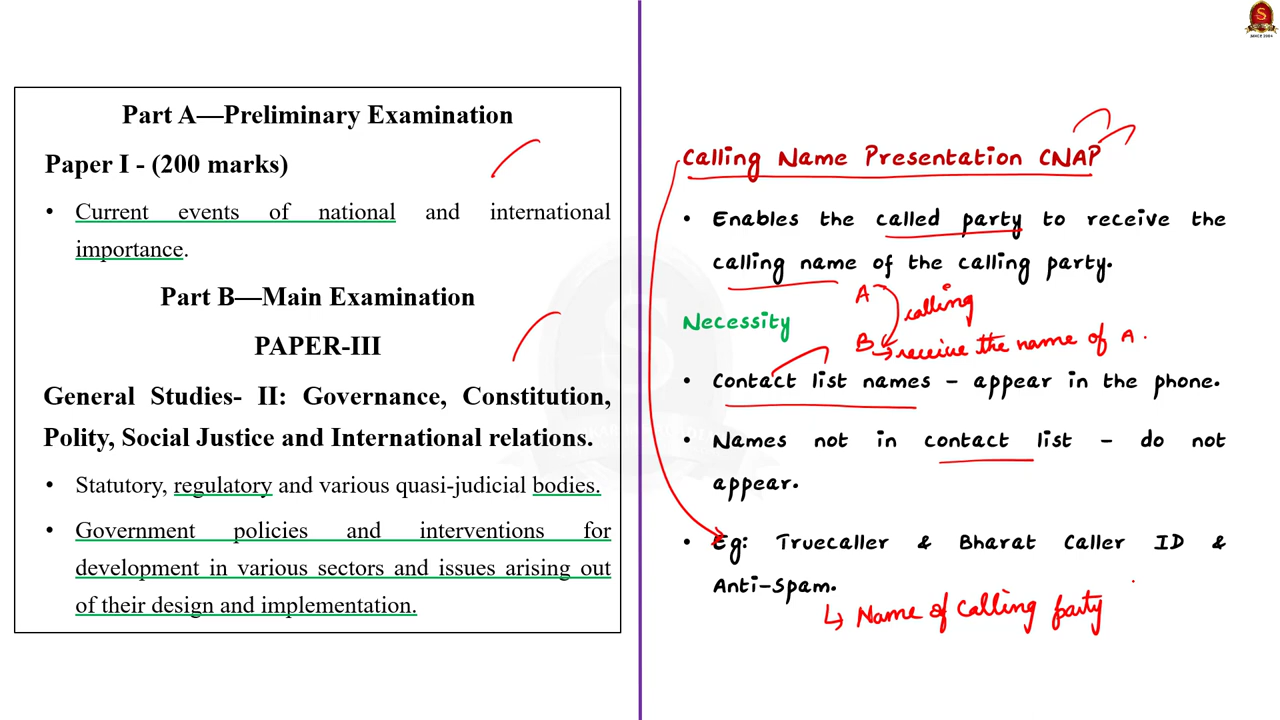 Part A—Preliminary Examination
Paper I - (200 marks)
• Current events of national and international
importance.
Part B—Main Examination
PAPER-III
General Studies- II: Governance, Constitution,
Polity, Social Justice and International relations.
• Statutory, regulatory and various quasi-judicial bodies.
• Government policies and interventions for
development in various sectors and issues arising out
of their design and implementation.
Calling Name Presentation CNAP
• Enables the called party to receive the
calling name of the calling party.
A calling
Necessity
B → receive the name of A.
• Contact list names - appear in the phone.
• Names not in contact list - do not
appear.
• Eg: Truecaller & Bharat Caller ID &
Anti-Spam.
↳ Name of calling party